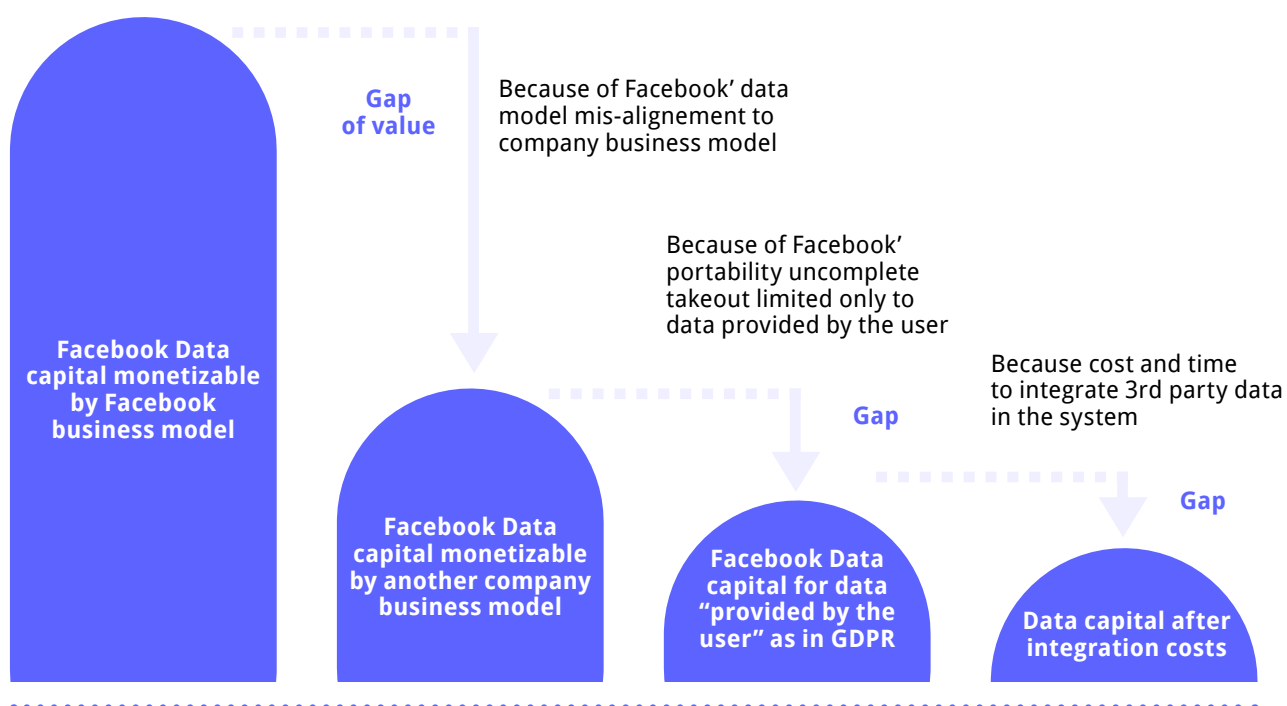 Gap
of value
Because of Facebook’ data
model mis-alignement to
company business model
Because of Facebook’
portability uncomplete
takeout limited only to
data provided by the user
Because cost and time
to integrate 3rd party data
in the system
Gap
Gap
Facebook Data
capital monetizable
by Facebook
business model
Facebook Data
capital monetizable
by another company
business model
Facebook Data
capital for data
“provided by the
user” as in GDPR
Data capital after
integration costs